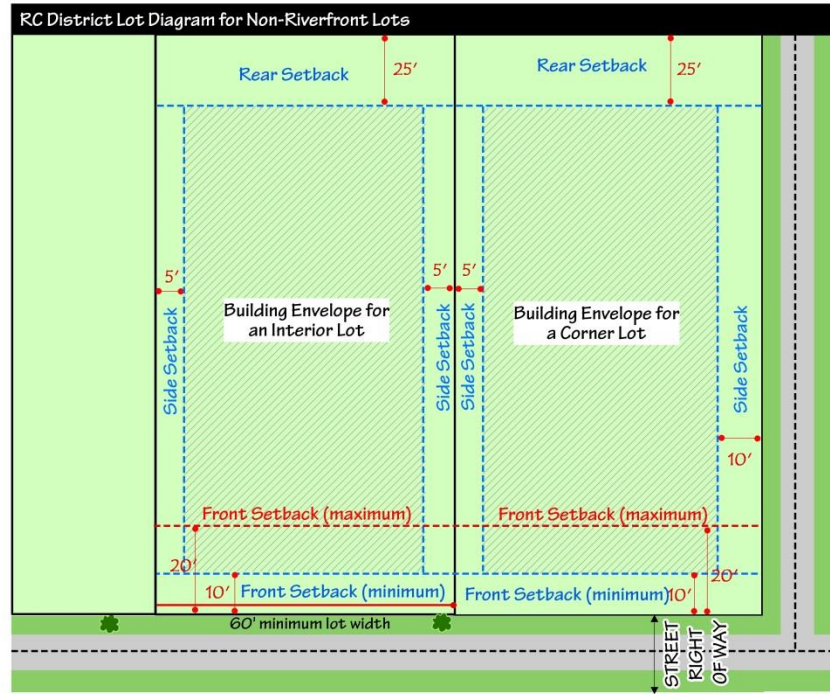 RC District Lot Diagram for Non-Riverfront Lots
Rear Setback
25'
Rear Setback
25'
5'
5'
5'
Side Setback
Building Envelope for
an Interior Lot
Side Setback
Side Setback
Building Envelope for
a Corner Lot
Side Setback
10'
Front Setback (maximum)
Front Setback (maximum)
20'
20'
10'
Front Setback (minimum)
Front Setback (minimum)
10'
60' minimum lot width
STREET
RIGHT
OF WAY